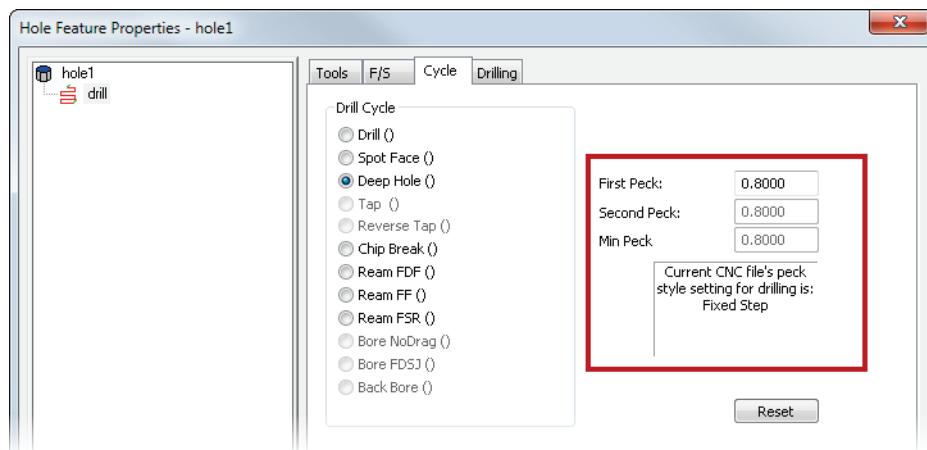 Hole Feature Properties - hole1
hole1
drill
Tools F/S Cycle Drilling
Drill Cycle
Drill ()
Spot Face ()
Deep Hole ()
Tap ()
Reverse Tap ()
Chip Break ()
Ream FDF ()
Ream FF ()
Ream FSR ()
Bore NoDrag ()
Bore FDSJ ()
Back Bore ()
First Peck: 0.8000
Second Peck: 0.8000
Min Peck 0.8000
Current CNC file's peck
style setting for drilling is:
Fixed Step
Reset